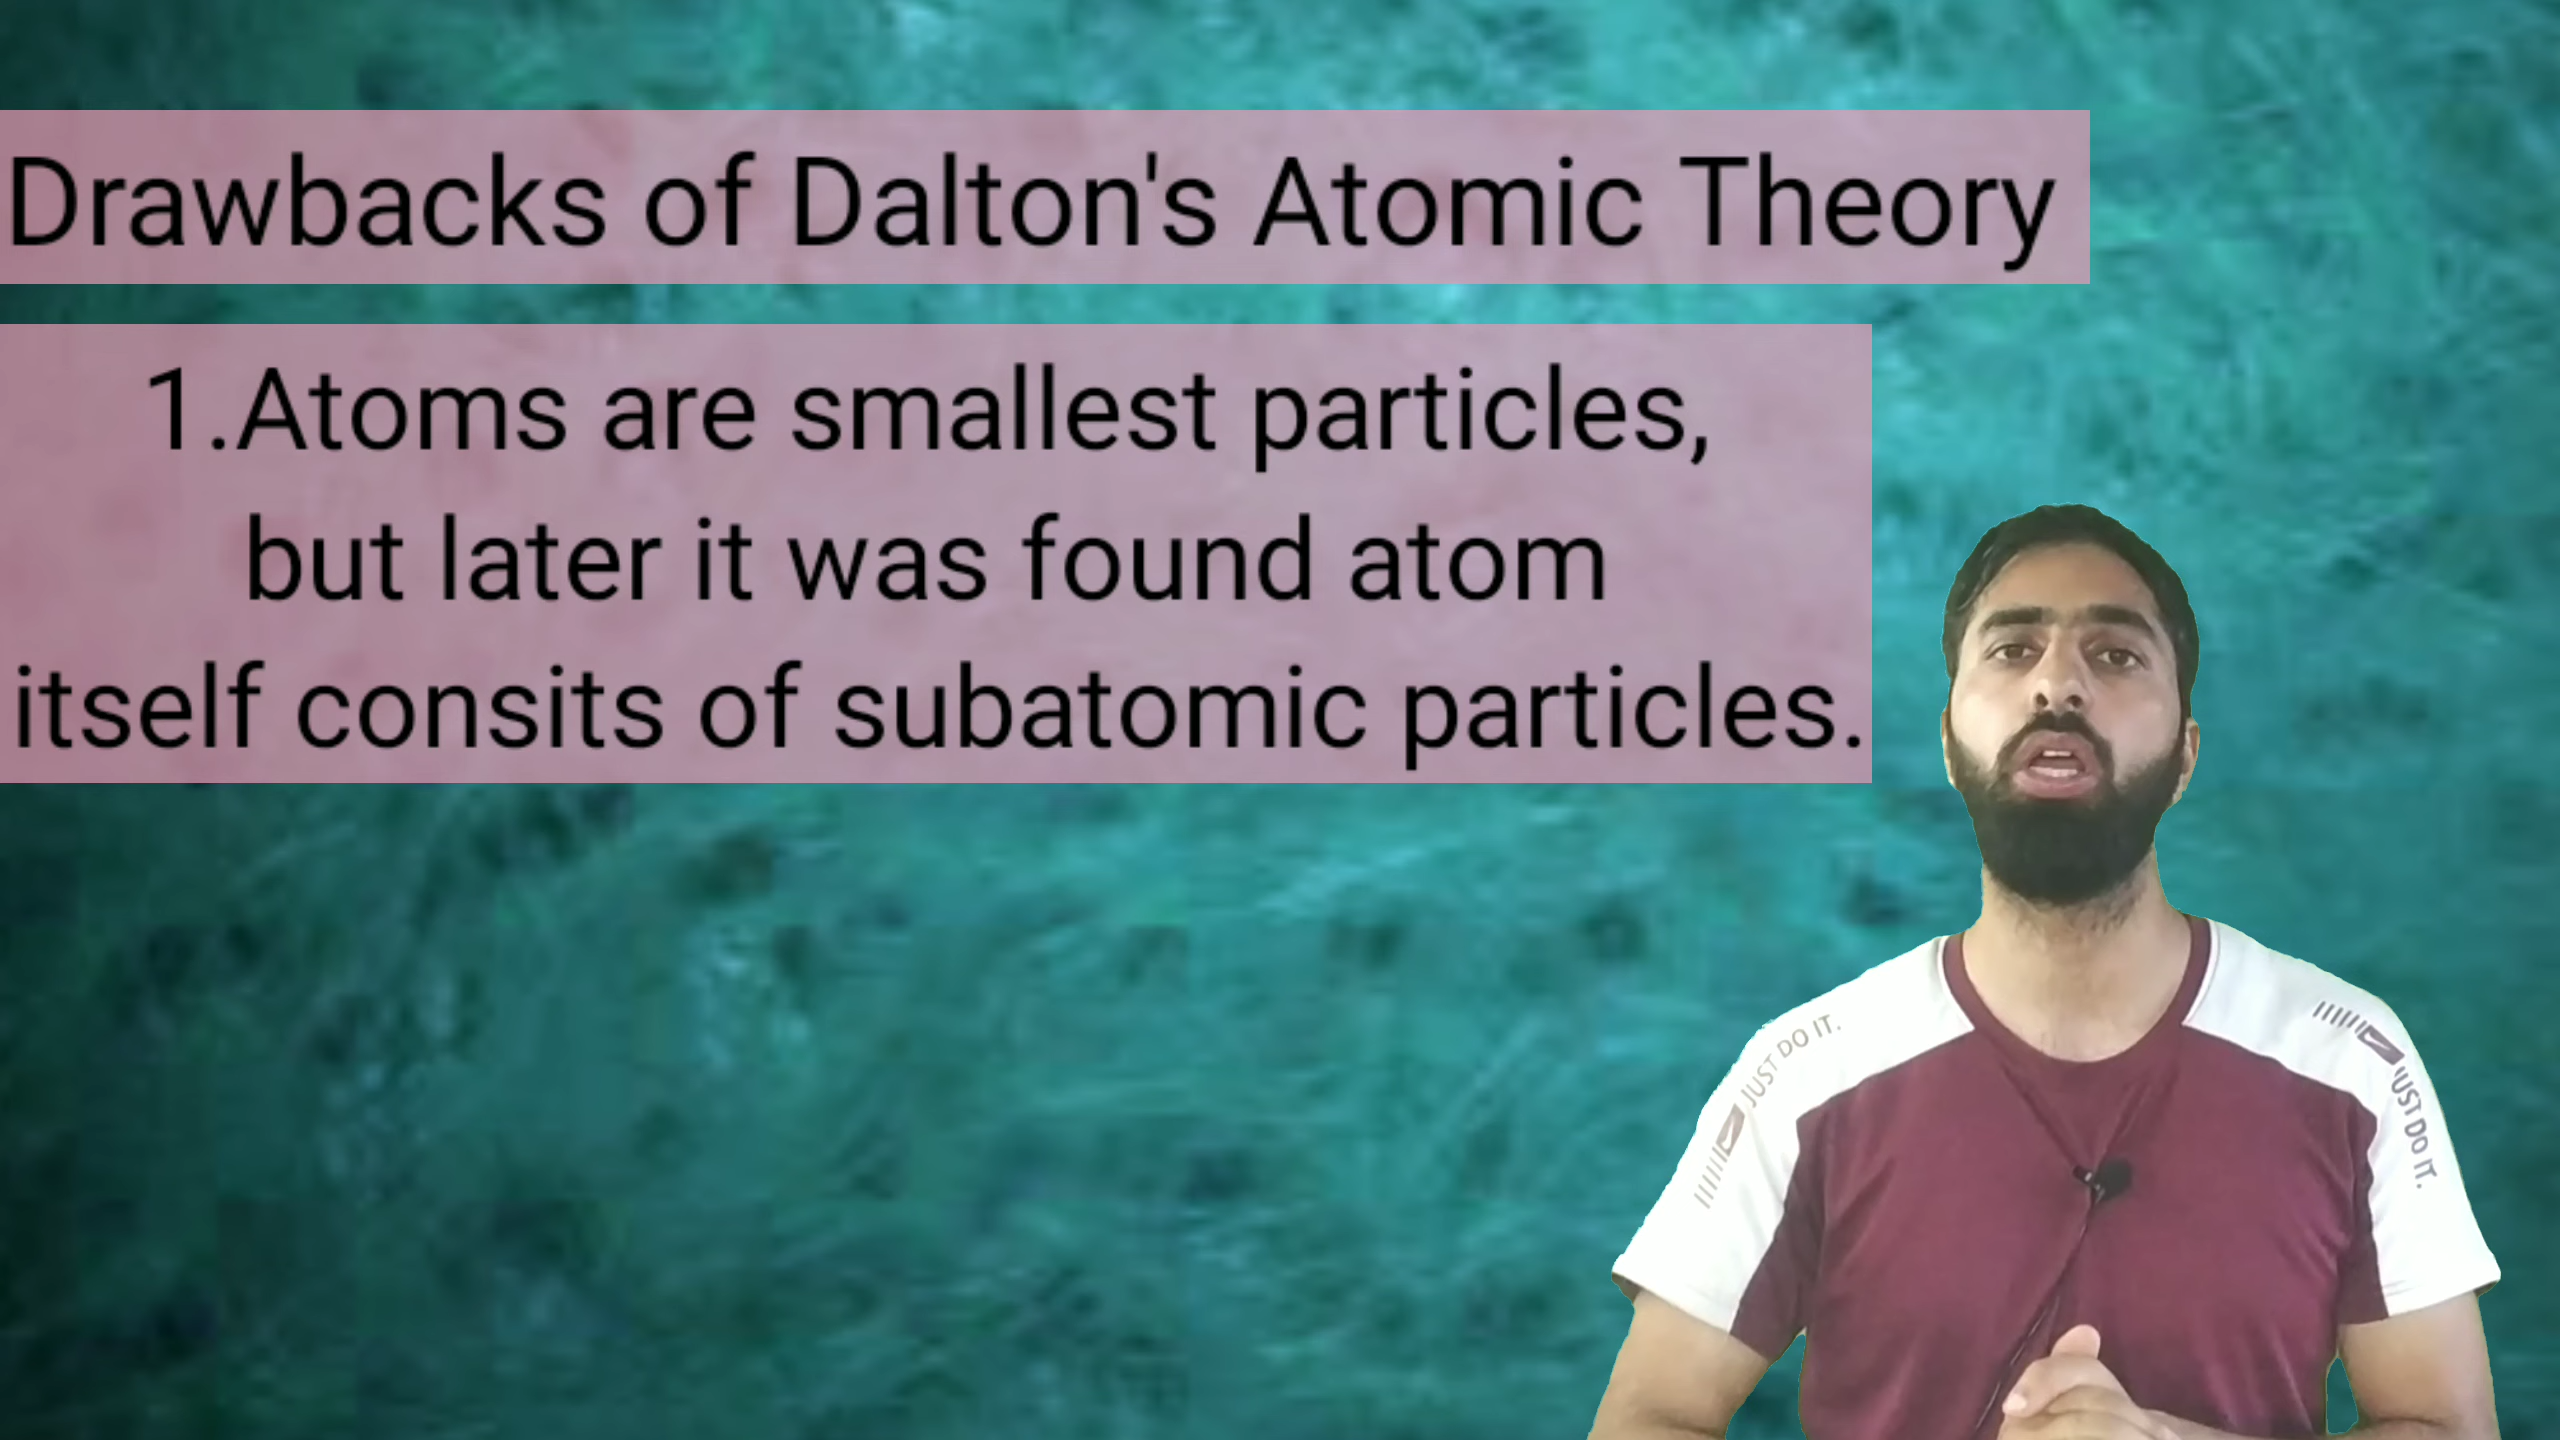 Drawbacks of Dalton's Atomic Theory
1.Atoms are smallest particles,
but later it was found atom
itself consits of subatomic particles.
JUST DO IT.
JUST DO IT.